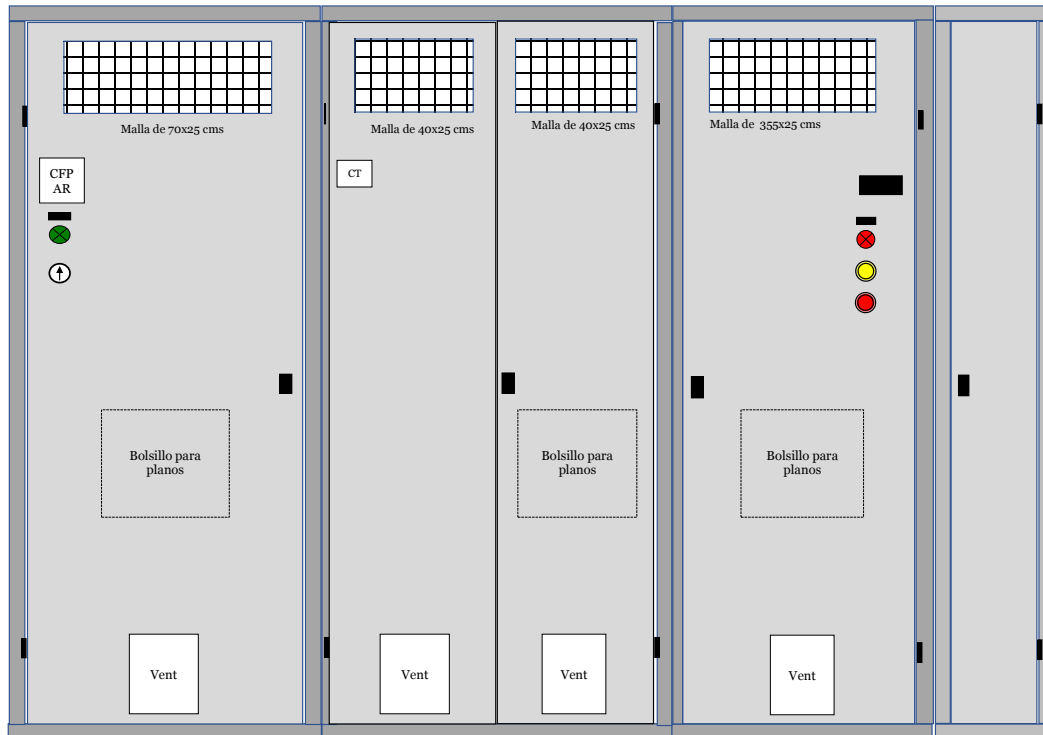 Malla de 70x25 cms
Malla de 40x25 cms
Malla de 40x25 cms
Malla de 355x25 cms
CFP
AR
CT
Bolsillo para
planos
Bolsillo para
planos
Bolsillo para
planos
Vent
Vent
Vent
Vent